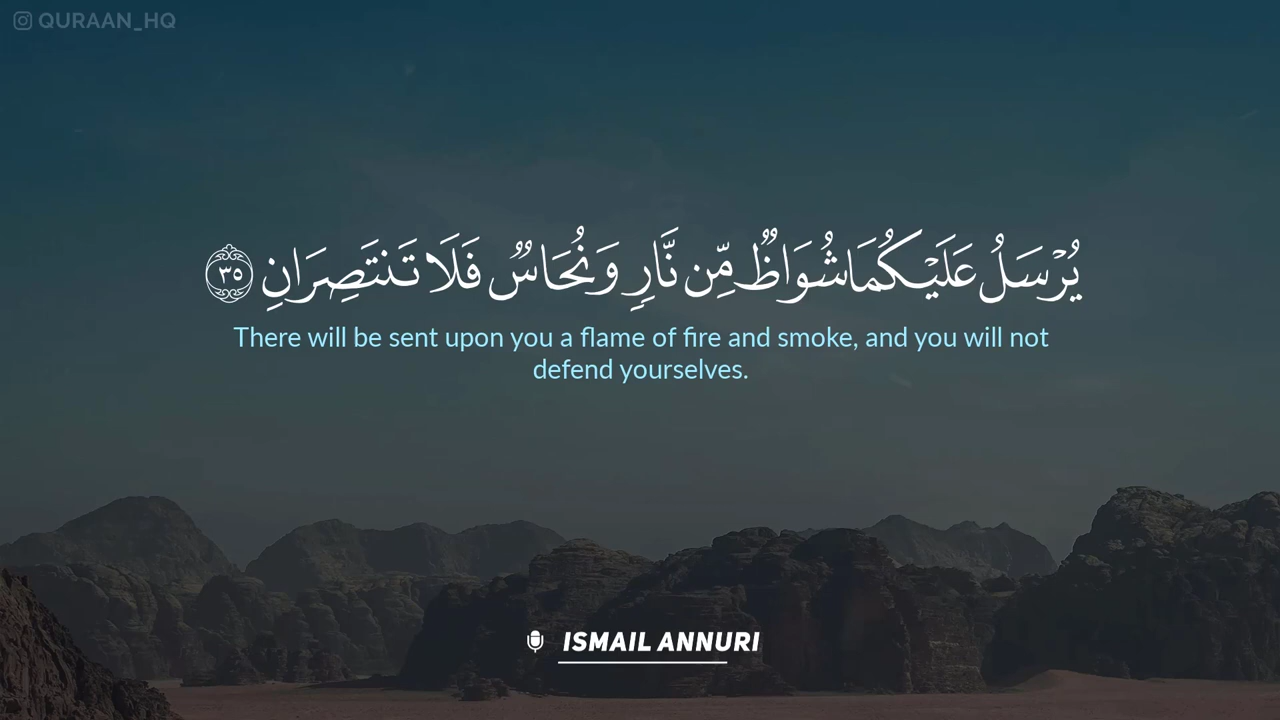 QURAAN_HQ
يُرْسَلُ عَلَيْكُمَا شُوَاظٌ مِّن نَّارٍ وَنُحَاسٌ فَلَا تَنتَصِرَانِ ٣٥
There will be sent upon you a flame of fire and smoke, and you will not
defend yourselves.
ISMAIL ANNURI